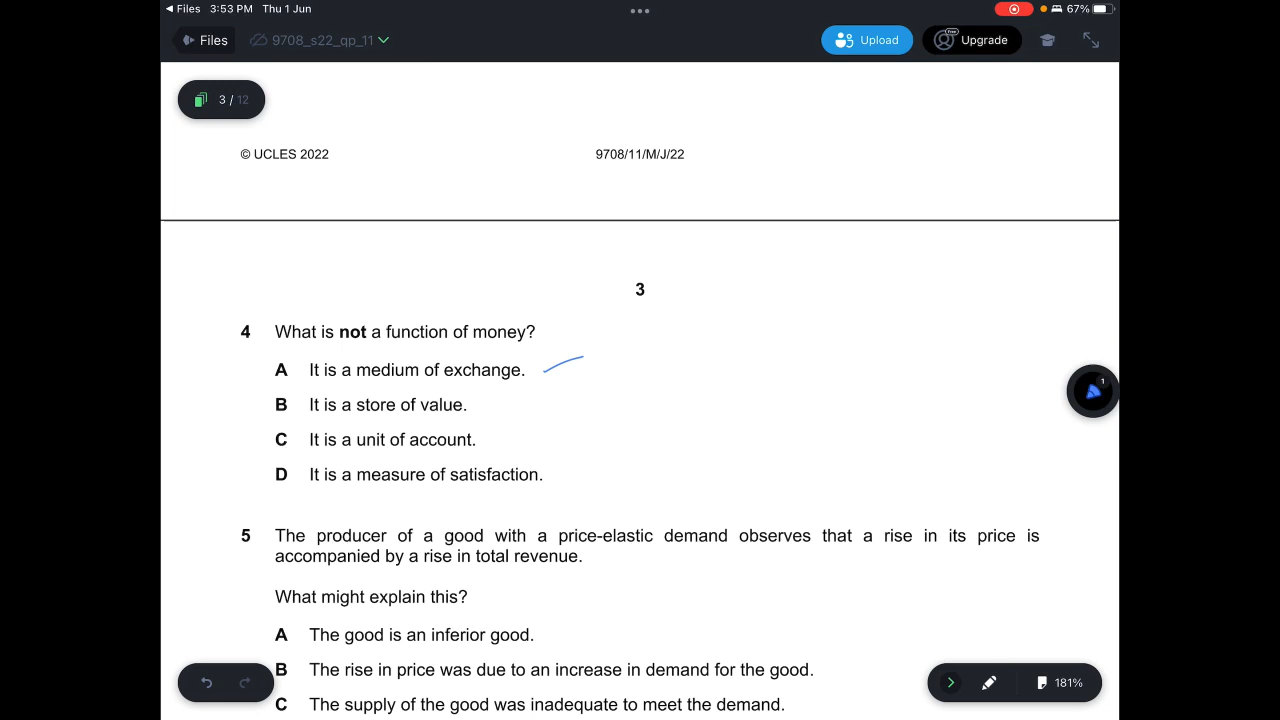 Files 3:53 PM Thu 1 Jun 67%
Files 9708_s22_qp_11 Upload Free Upgrade
3 / 12
© UCLES 2022 9708/11/M/J/22
3
4 What is not a function of money?
A It is a medium of exchange.
B It is a store of value.
C It is a unit of account.
D It is a measure of satisfaction.
1
5 The producer of a good with a price-elastic demand observes that a rise in its price is
accompanied by a rise in total revenue.
What might explain this?
A The good is an inferior good.
B The rise in price was due to an increase in demand for the good.
C The supply of the good was inadequate to meet the demand.
181%